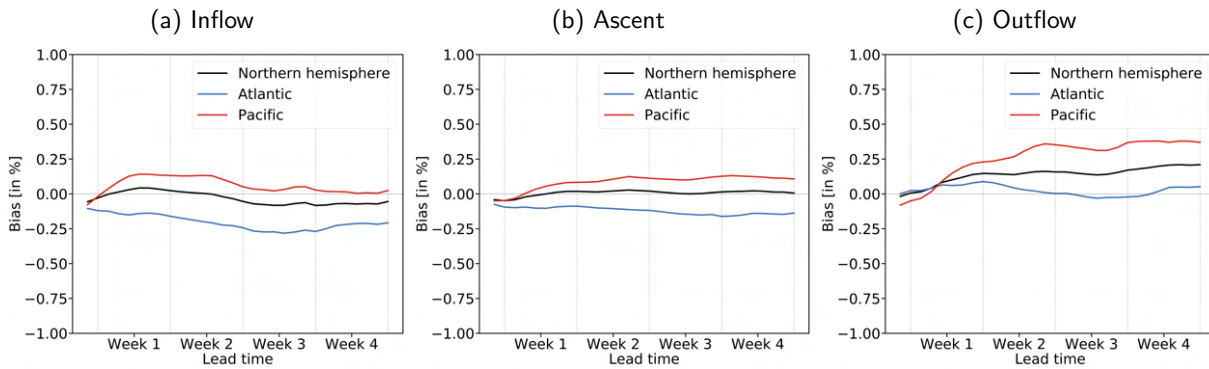 (a) Inflow
1.00
0.75
0.50
0.25
0.00
−0.25
−0.50
−0.75
−1.00
Bias [in %]
Northern hemisphere
Atlantic
Pacific
Week 1 Week 2 Week 3 Week 4
Lead time
(b) Ascent
1.00
0.75
0.50
0.25
0.00
−0.25
−0.50
−0.75
−1.00
Bias [in %]
Northern hemisphere
Atlantic
Pacific
Week 1 Week 2 Week 3 Week 4
Lead time
(c) Outflow
1.00
0.75
0.50
0.25
0.00
−0.25
−0.50
−0.75
−1.00
Bias [in %]
Northern hemisphere
Atlantic
Pacific
Week 1 Week 2 Week 3 Week 4
Lead time